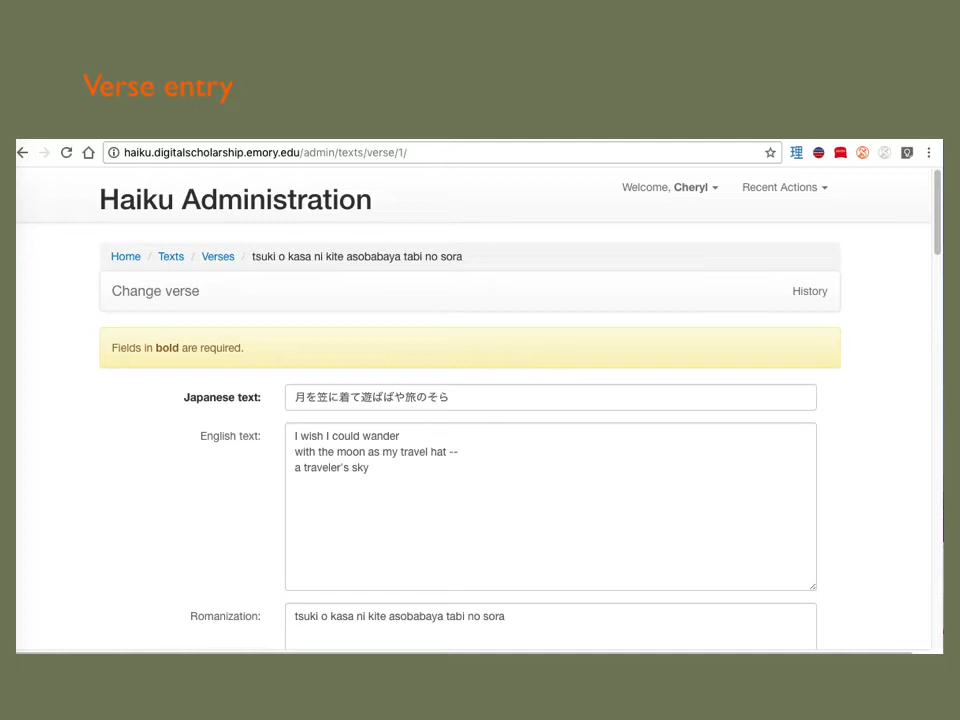 Verse entry
haiku.digitalscholarship.emory.edu/admin/texts/verse/1/
理
Haiku Administration
Welcome, Cheryl
Recent Actions
Home / Texts / Verses / tsuki o kasa ni kite asobabaya tabi no sora
Change verse
History
Fields in bold are required.
Japanese text:
月を笠に着て遊ばばや旅のそら
English text:
I wish I could wander
with the moon as my travel hat --
a traveler's sky
Romanization:
tsuki o kasa ni kite asobabaya tabi no sora